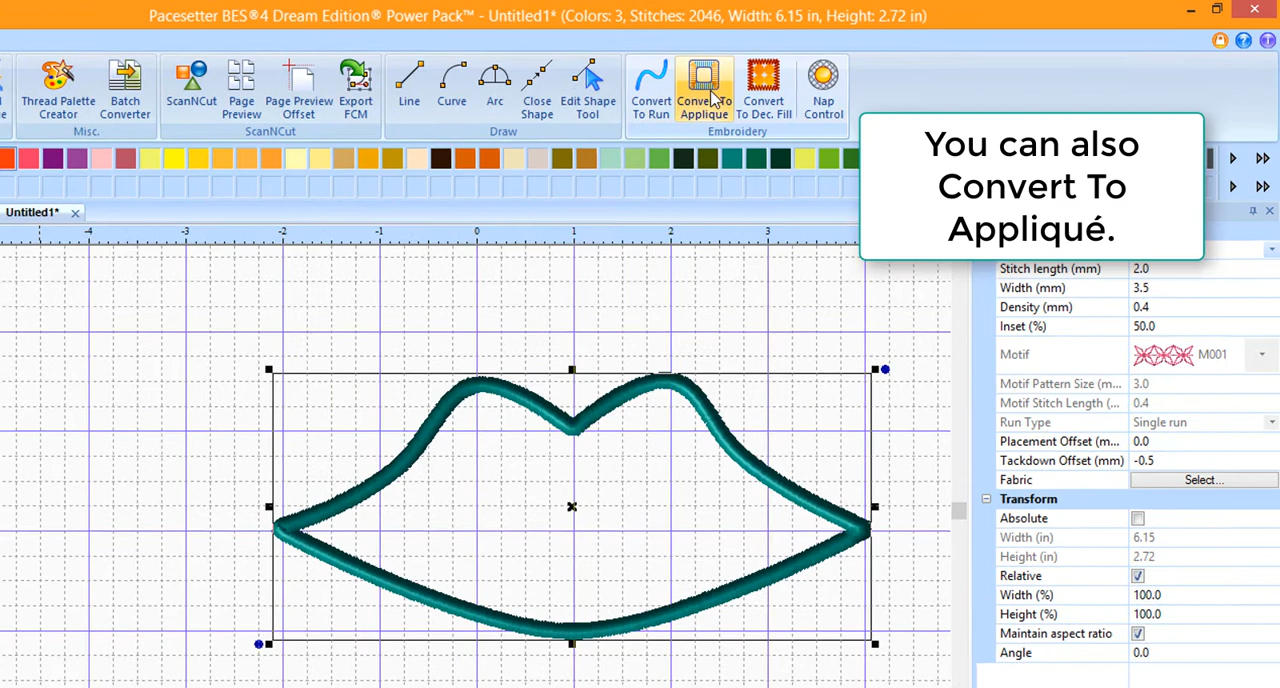 Pacesetter BES®4 Dream Edition® Power Pack™ - Untitled1* (Colors: 3, Stitches: 2046, Width: 6.15 in, Height: 2.72 in)
Thread Palette Creator
Batch Converter
Misc.
ScanNCut
Page Preview
Page Preview Offset
Export FCM
ScanNCut
Line
Curve
Arc
Close Shape
Edit Shape Tool
Draw
Convert To Run
Convert To Applique
Convert To Dec. Fill
Nap Control
Embroidery
You can also
Convert To
Appliqué.
Untitled1*
-4 -3 -2 -1 0 1 2 3
Stitch length (mm) 2.0
Width (mm) 3.5
Density (mm) 0.4
Inset (%) 50.0
Motif M001
Motif Pattern Size (m... 3.0
Motif Stitch Length (... 0.4
Run Type Single run
Placement Offset (m... 0.0
Tackdown Offset (mm) -0.5
Fabric Select...
Transform
Absolute
Width (in) 6.15
Height (in) 2.72
Relative
Width (%) 100.0
Height (%) 100.0
Maintain aspect ratio
Angle 0.0